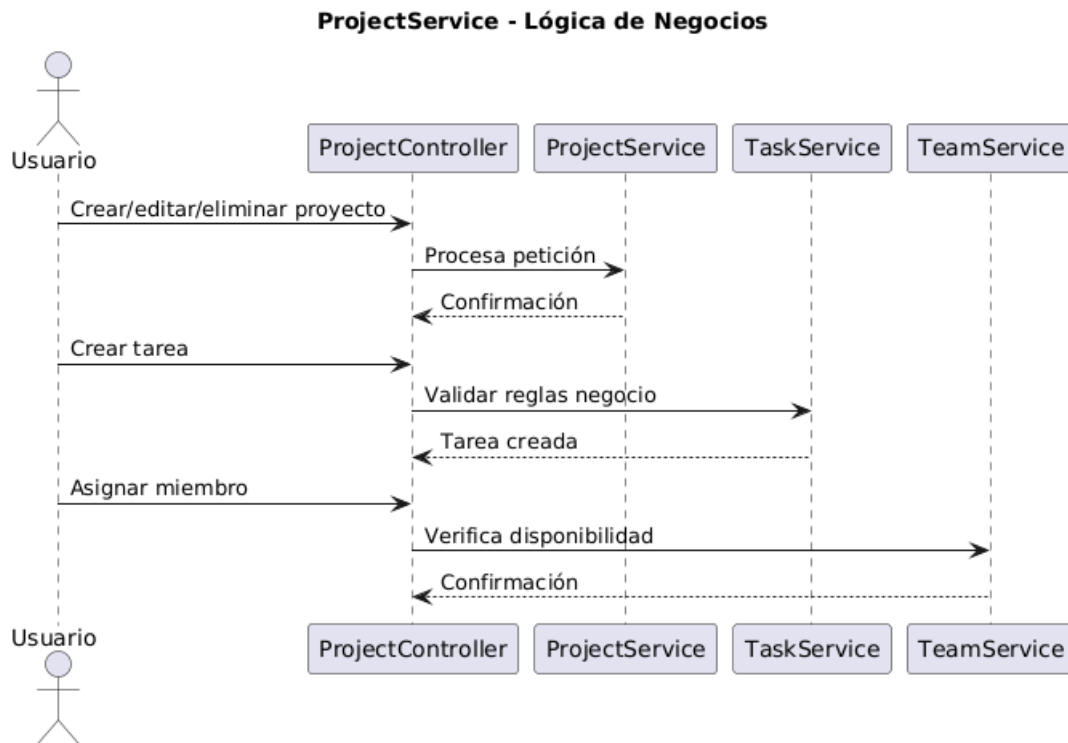 ProjectService - Lógica de Negocios
Usuario
ProjectController
ProjectService
TaskService
TeamService
Crear/editar/eliminar proyecto
Procesa petición
Confirmación
Crear tarea
Validar reglas negocio
Tarea creada
Asignar miembro
Verifica disponibilidad
Confirmación
Usuario
ProjectController
ProjectService
TaskService
TeamService